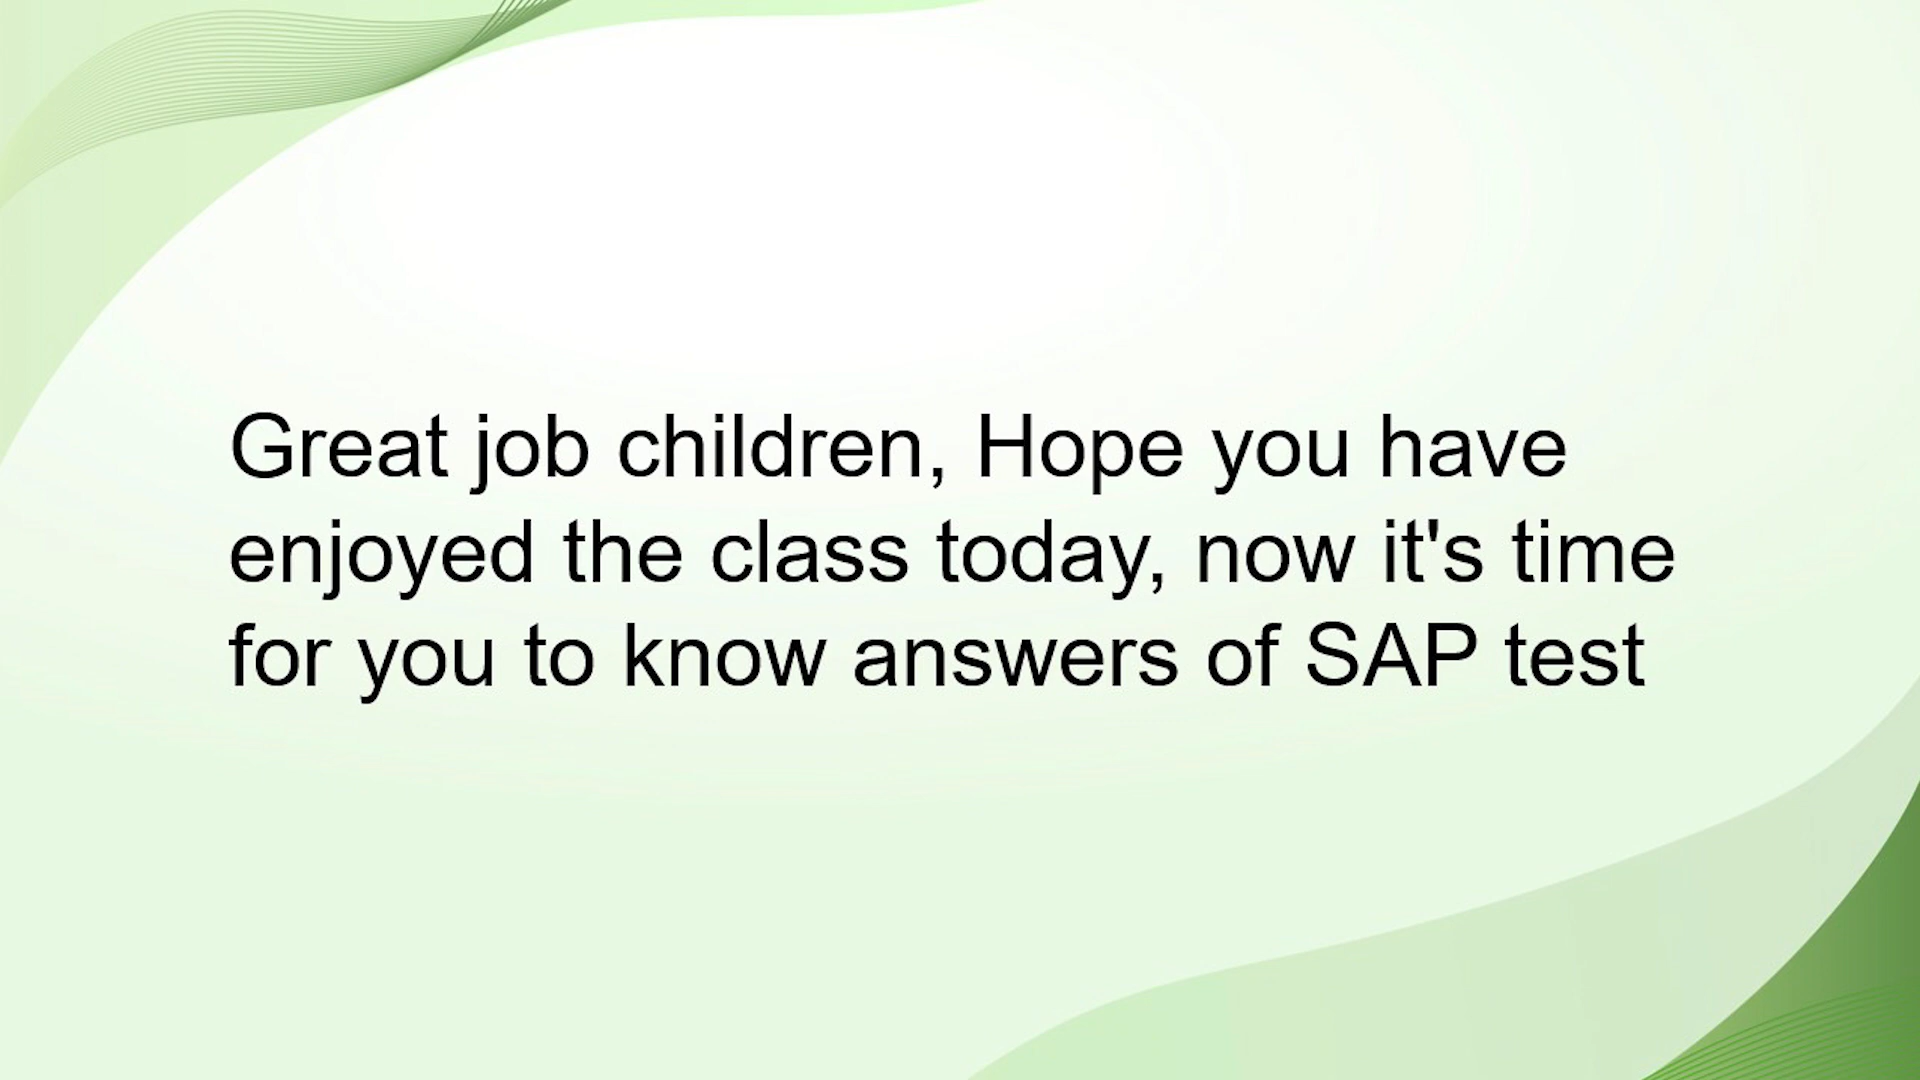 Great job children, Hope you have
enjoyed the class today, now it's time
for you to know answers of SAP test